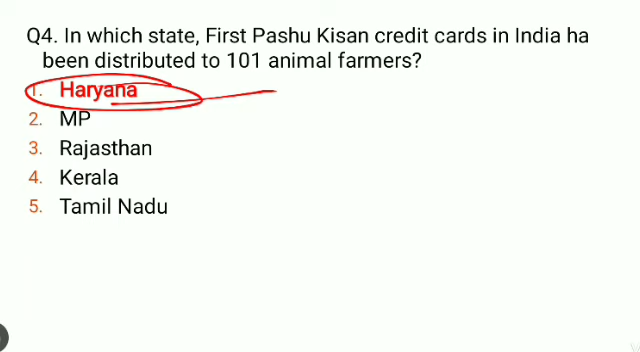 Q4. In which state, First Pashu Kisan credit cards in India ha
been distributed to 101 animal farmers?
1. Haryana
2. MP
3. Rajasthan
4. Kerala
5. Tamil Nadu